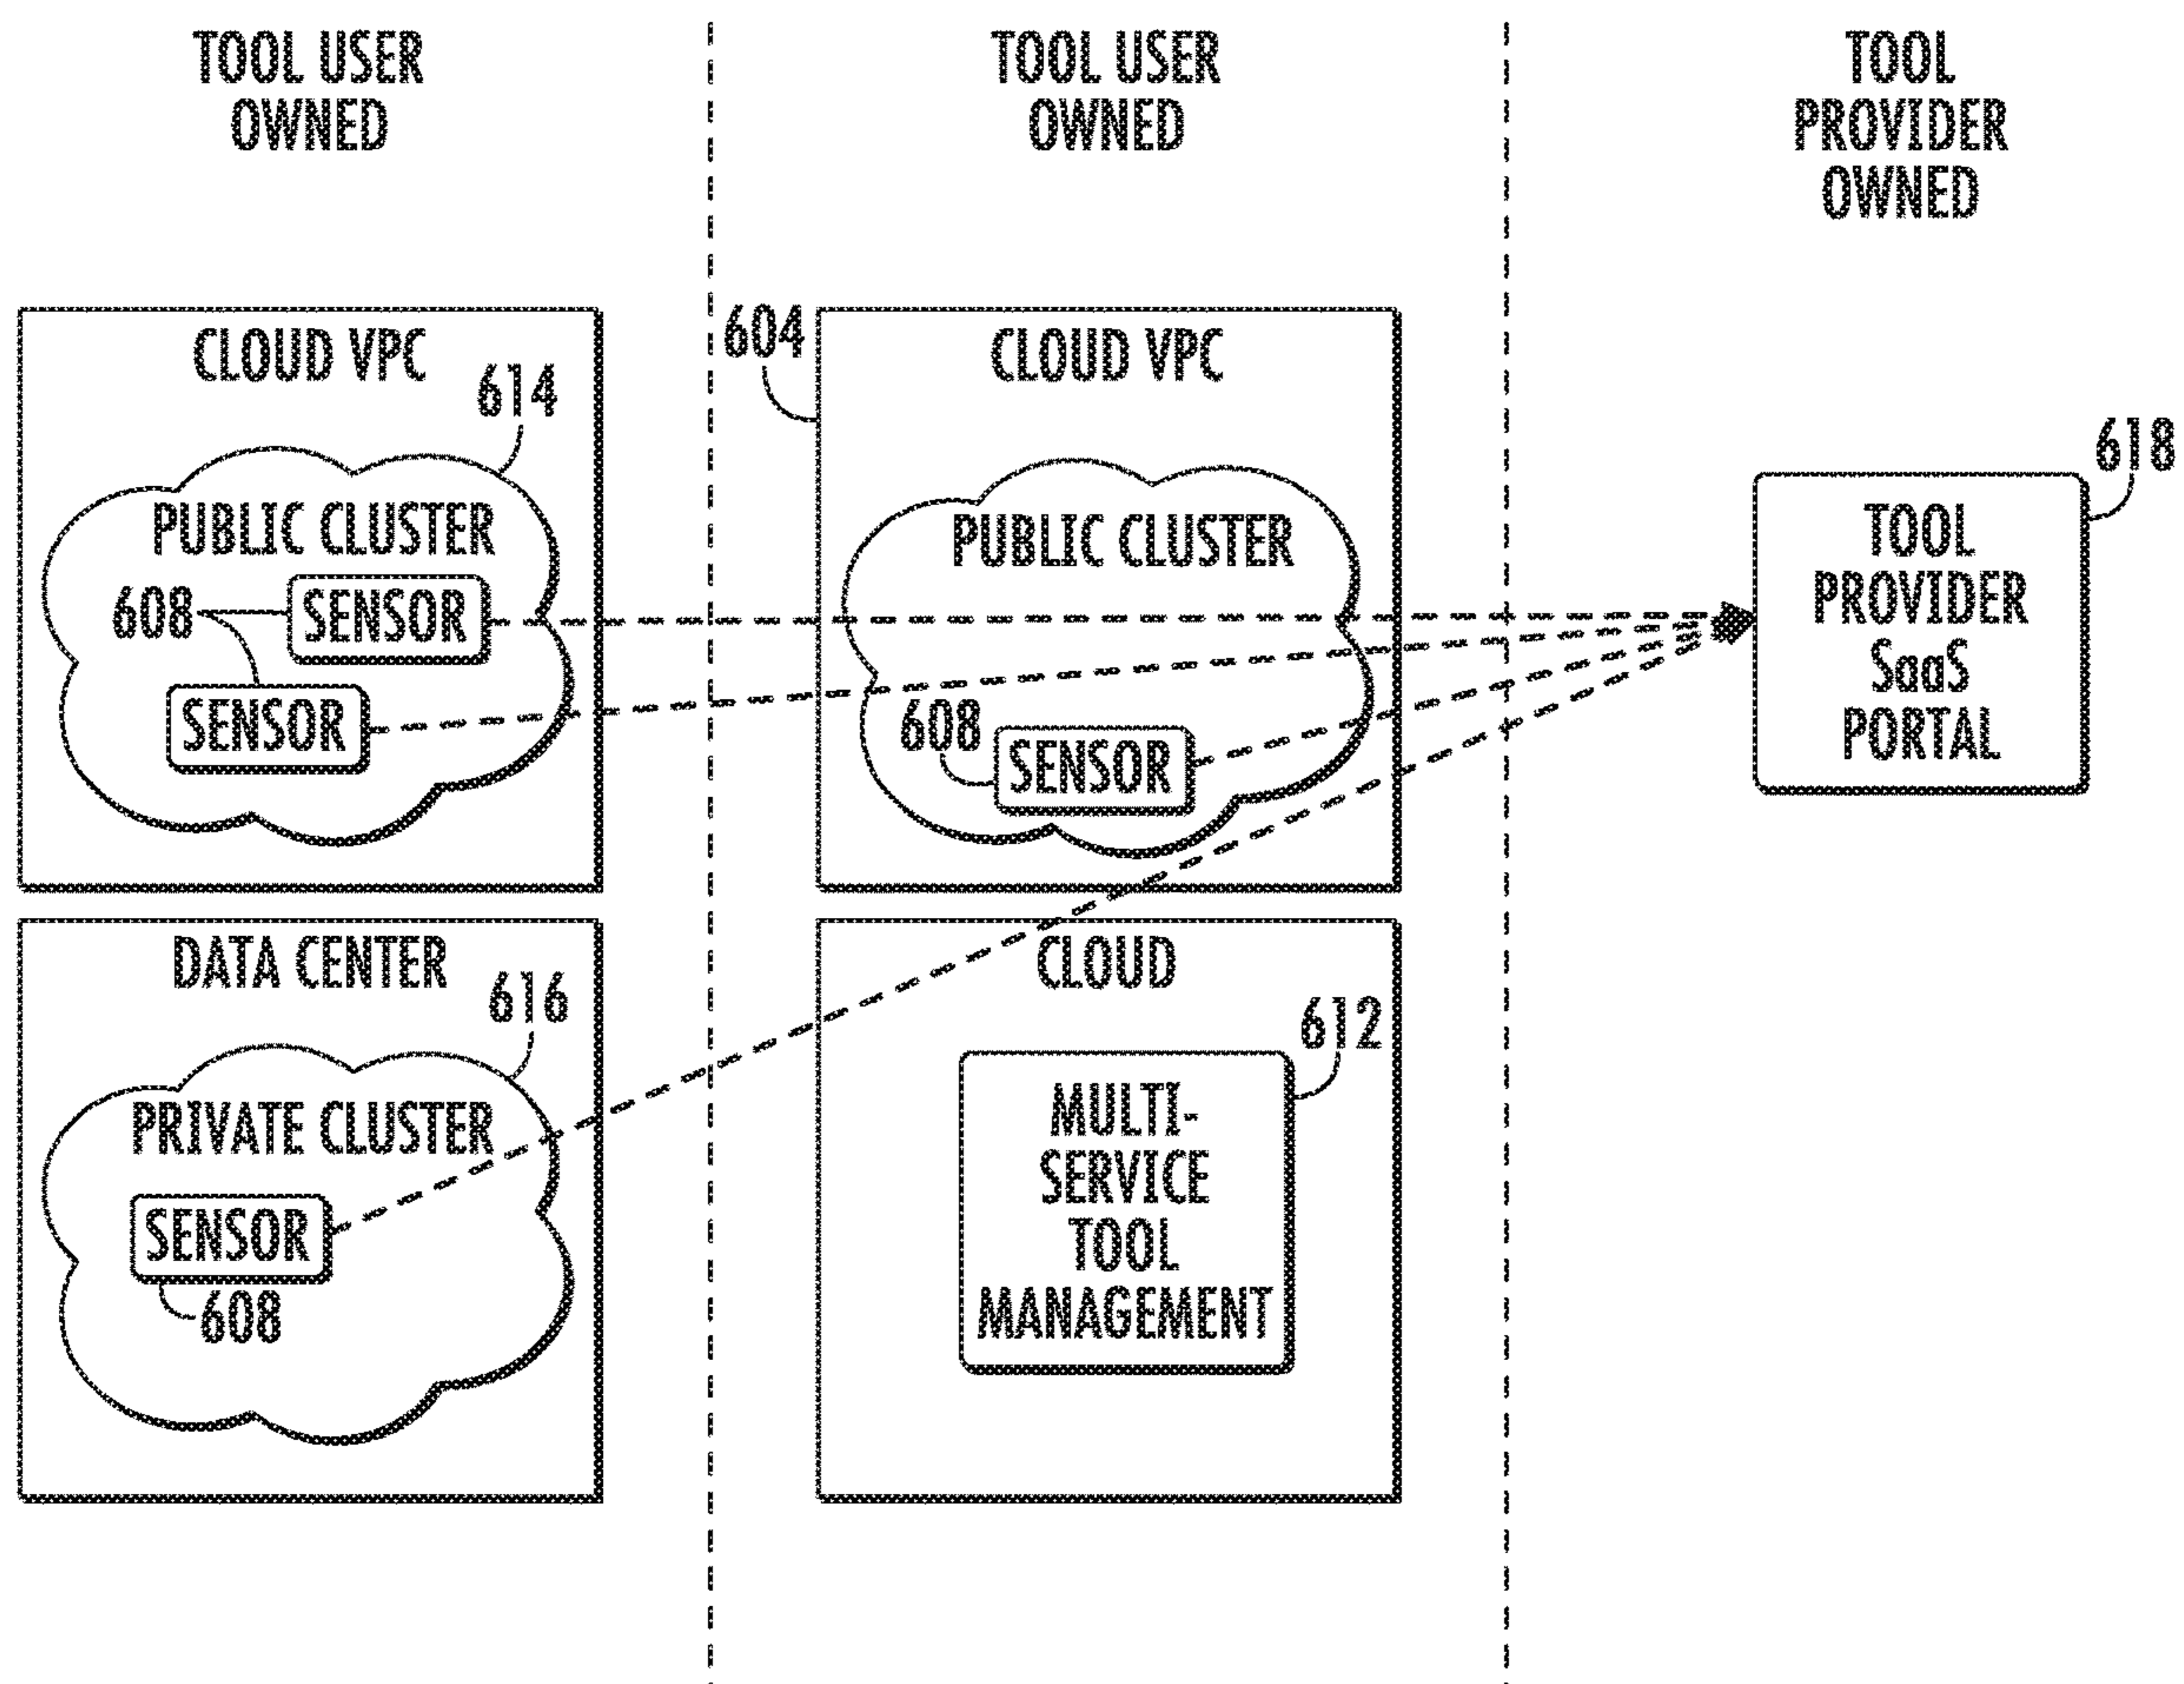 TOOL USER
OWNED
TOOL USER
OWNED
TOOL
PROVIDER
OWNED
CLOUD VPC
614
PUBLIC CLUSTER
608
SENSOR
SENSOR
604
CLOUD VPC
PUBLIC CLUSTER
608
SENSOR
618
TOOL
PROVIDER
SaaS
PORTAL
DATA CENTER
616
PRIVATE CLUSTER
SENSOR
608
CLOUD
612
MULTI-
SERVICE
TOOL
MANAGEMENT